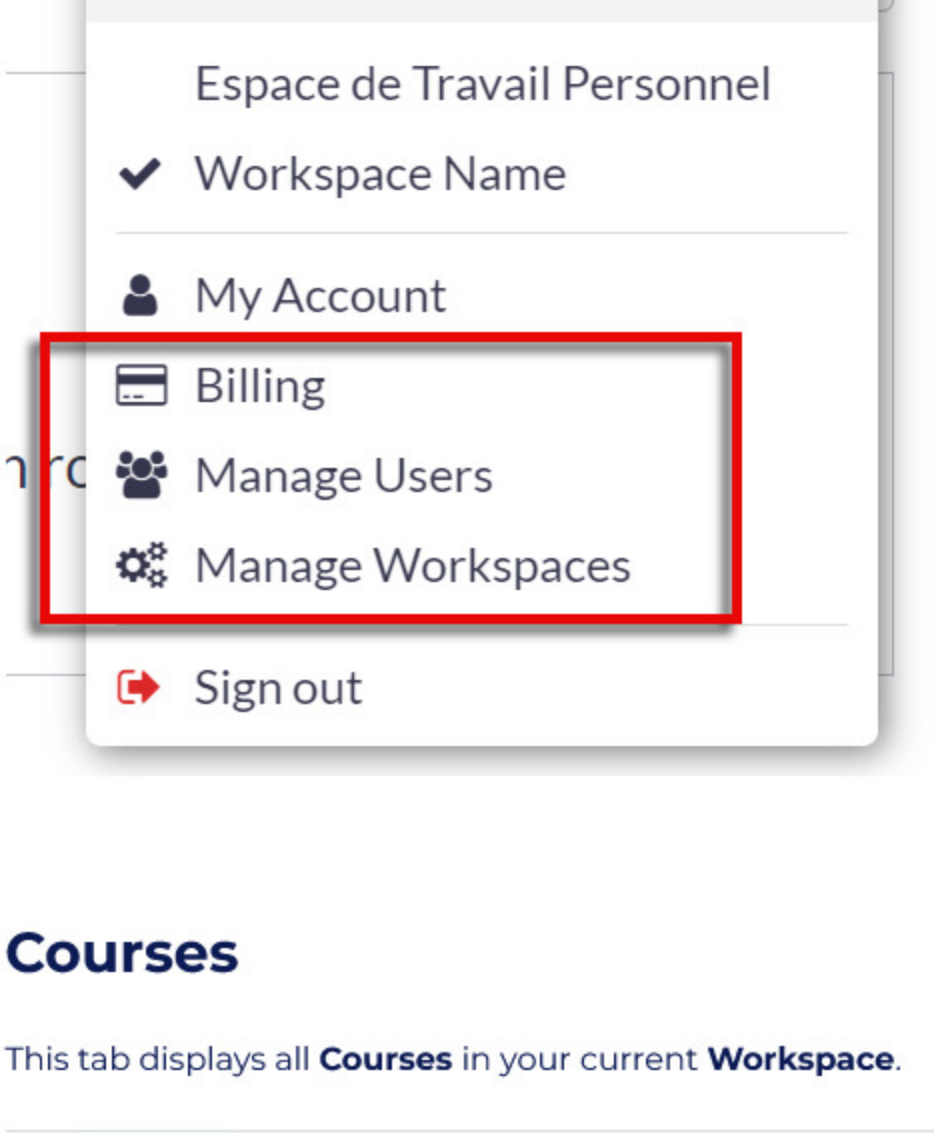 Espace de Travail Personnel
Workspace Name
My Account
Billing
Manage Users
Manage Workspaces
Sign out
Courses
This tab displays all Courses in your current Workspace.